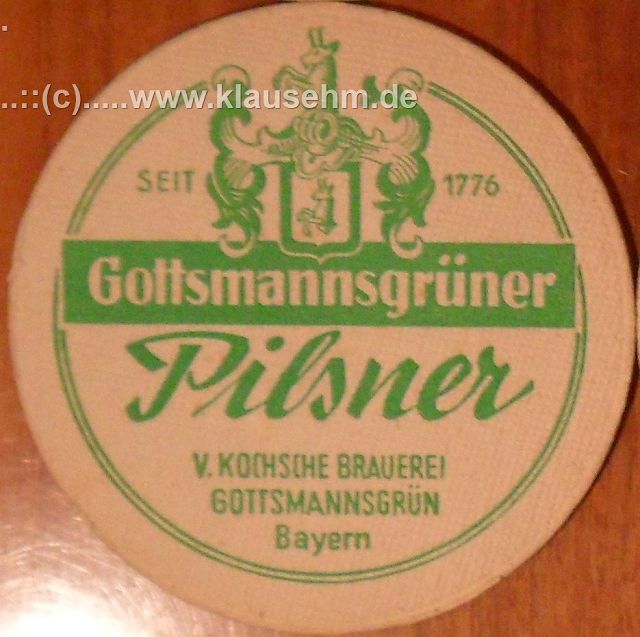 ..::(c).....www.klausehm.de
SEIT 1776
Gottsmannsgrüner
Pilsner
V. KOCHSCHE BRAUEREI
GOTTSMANNSGRÜN
Bayern